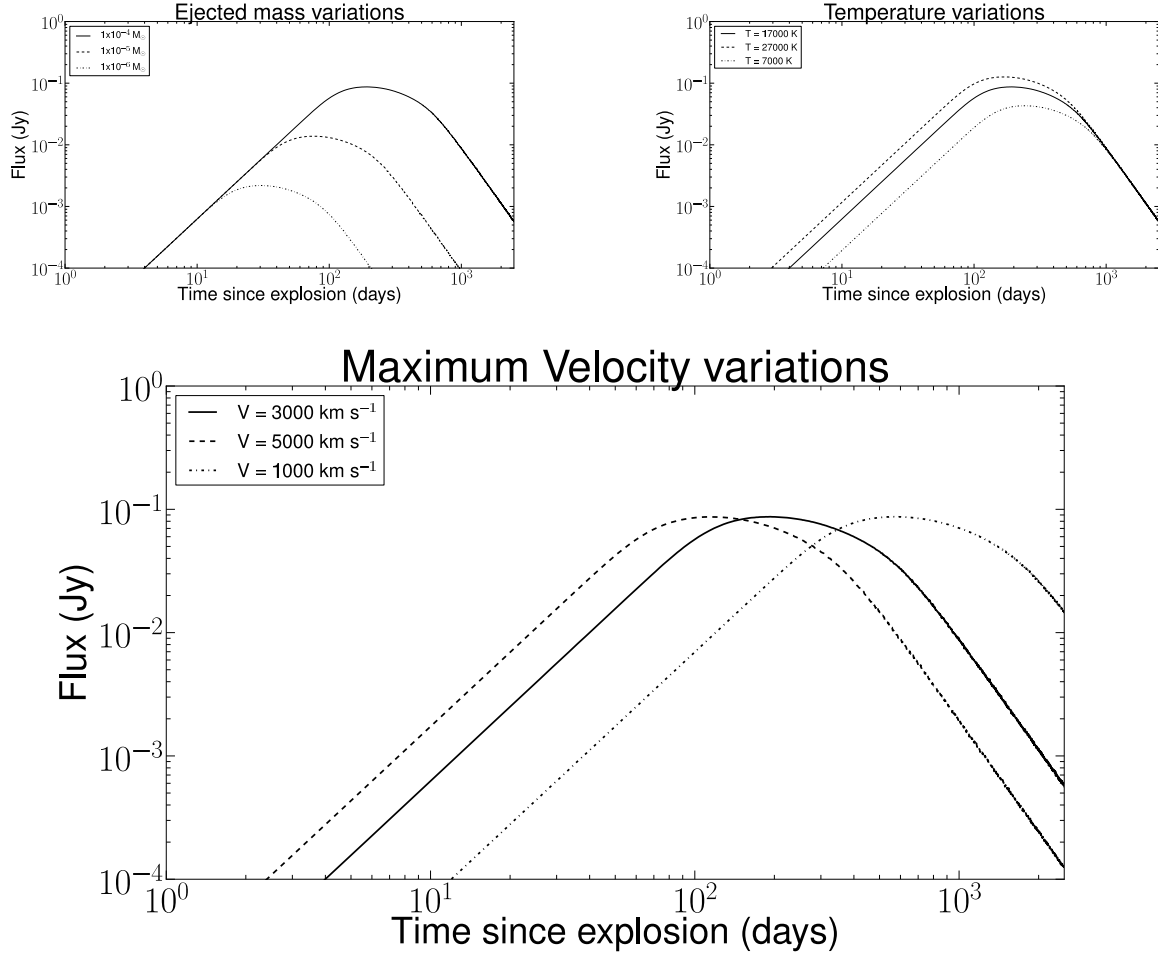 Ejected mass variations
10⁰
10⁻¹
10⁻²
10⁻³
10⁻⁴
Flux (Jy)
1x10⁻⁴ M☉
1x10⁻⁵ M☉
1x10⁻⁶ M☉
10⁰ 10¹ 10² 10³
Time since explosion (days)
Temperature variations
10⁰
10⁻¹
10⁻²
10⁻³
10⁻⁴
Flux (Jy)
T = 17000 K
T = 27000 K
T = 7000 K
10⁰ 10¹ 10² 10³
Time since explosion (days)
Maximum Velocity variations
10⁰
10⁻¹
10⁻²
10⁻³
10⁻⁴
Flux (Jy)
V = 3000 km s⁻¹
V = 5000 km s⁻¹
V = 1000 km s⁻¹
10⁰ 10¹ 10² 10³
Time since explosion (days)